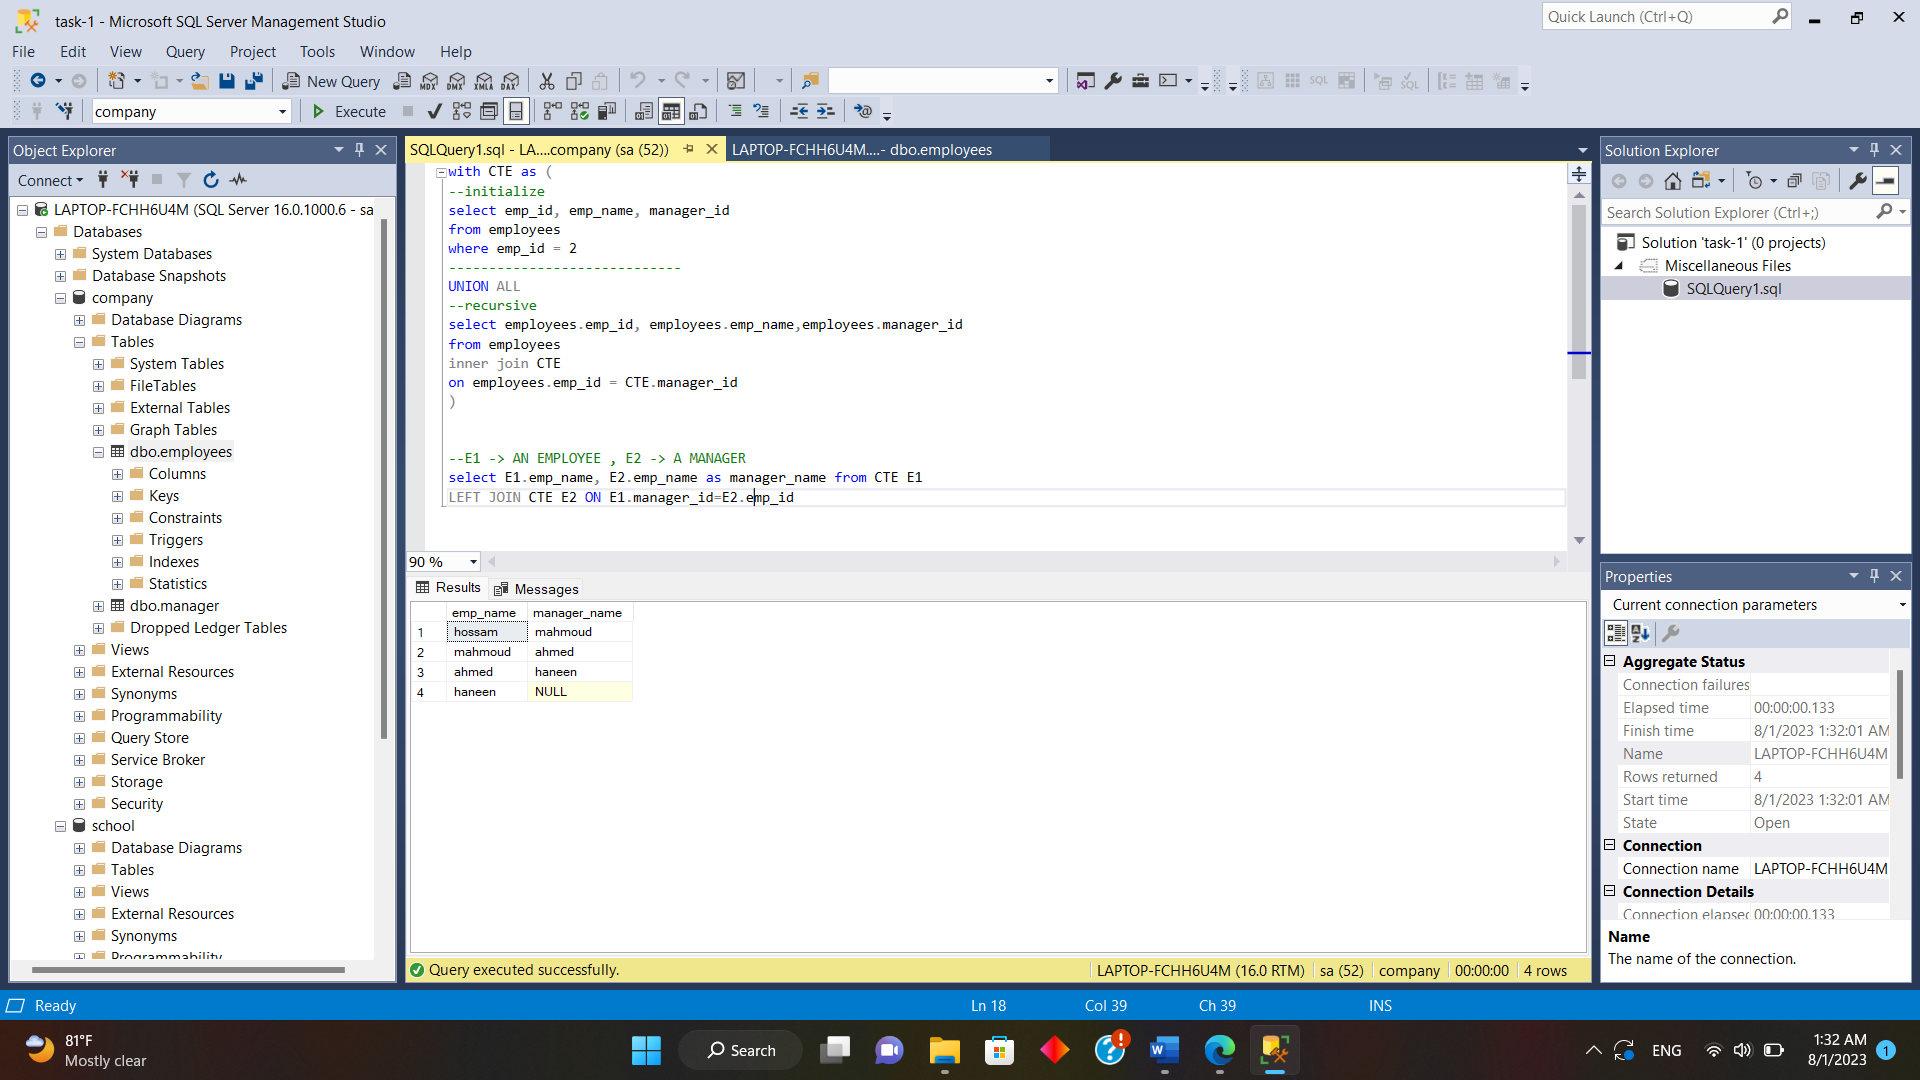 task-1 - Microsoft SQL Server Management Studio
Quick Launch (Ctrl+Q)
File Edit View Query Project Tools Window Help
New Query MDX DMX XMLA DAX SQL
company Execute
Object Explorer
Connect
LAPTOP-FCHH6U4M (SQL Server 16.0.1000.6 - sa
Databases
System Databases
Database Snapshots
company
Database Diagrams
Tables
System Tables
FileTables
External Tables
Graph Tables
dbo.employees
Columns
Keys
Constraints
Triggers
Indexes
Statistics
dbo.manager
Dropped Ledger Tables
Views
External Resources
Synonyms
Programmability
Query Store
Service Broker
Storage
Security
school
Database Diagrams
Tables
Views
External Resources
Synonyms
Programmability
SQLQuery1.sql - LA....company (sa (52)) LAPTOP-FCHH6U4M....- dbo.employees
with CTE as (
--initialize
select emp_id, emp_name, manager_id
from employees
where emp_id = 2
-----------------------------
UNION ALL
--recursive
select employees.emp_id, employees.emp_name,employees.manager_id
from employees
inner join CTE
on employees.emp_id = CTE.manager_id
)
--E1 -> AN EMPLOYEE , E2 -> A MANAGER
select E1.emp_name, E2.emp_name as manager_name from CTE E1
LEFT JOIN CTE E2 ON E1.manager_id=E2.emp_id
90 %
Results Messages
emp_name manager_name
1 hossam mahmoud
2 mahmoud ahmed
3 ahmed haneen
4 haneen NULL
Query executed successfully. LAPTOP-FCHH6U4M (16.0 RTM) sa (52) company 00:00:00 4 rows
Solution Explorer
Search Solution Explorer (Ctrl+;)
Solution 'task-1' (0 projects)
Miscellaneous Files
SQLQuery1.sql
Properties
Current connection parameters
Aggregate Status
Connection failures
Elapsed time 00:00:00.133
Finish time 8/1/2023 1:32:01 AM
Name LAPTOP-FCHH6U4M
Rows returned 4
Start time 8/1/2023 1:32:01 AM
State Open
Connection
Connection name LAPTOP-FCHH6U4M
Connection Details
Connection elapsec 00:00:00.133
Name
The name of the connection.
Ready Ln 18 Col 39 Ch 39 INS
81°F
Mostly clear
Search
ENG
1:32 AM
8/1/2023
1